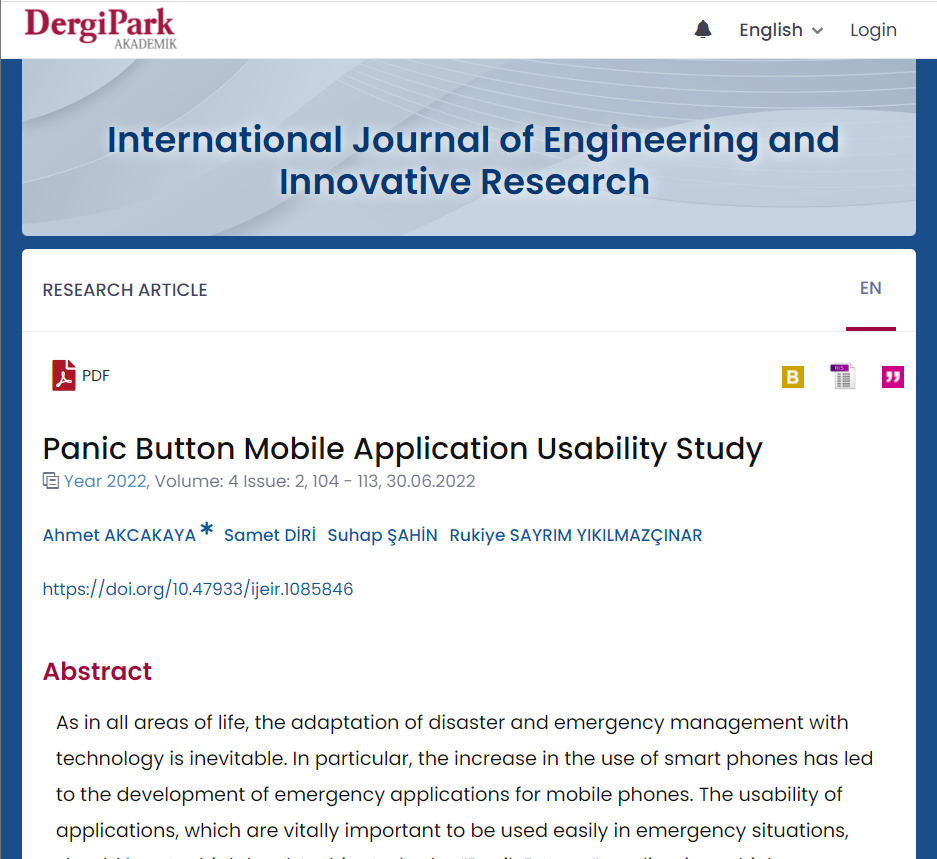 DergiPark
AKADEMİK
English
Login
International Journal of Engineering and
Innovative Research
RESEARCH ARTICLE
EN
PDF
B
RIS
Panic Button Mobile Application Usability Study
Year 2022, Volume: 4 Issue: 2, 104 - 113, 30.06.2022
Ahmet AKCAKAYA * Samet DİRİ Suhap ŞAHİN Rukiye SAYRIM YIKILMAZÇINAR
https://doi.org/10.47933/ijeir.1085846
Abstract
As in all areas of life, the adaptation of disaster and emergency management with
technology is inevitable. In particular, the increase in the use of smart phones has led
to the development of emergency applications for mobile phones. The usability of
applications, which are vitally important to be used easily in emergency situations,